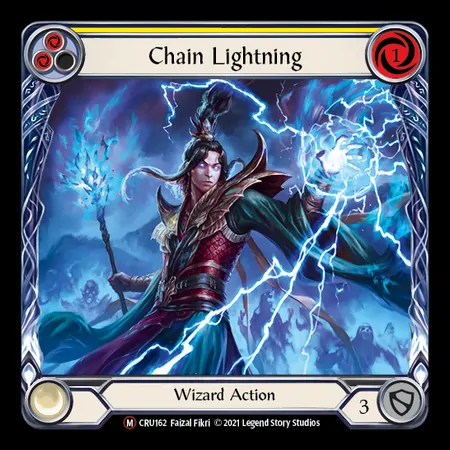 Chain Lightning
1
Wizard Action
3
M CRU162 Faizal Fikri © 2021 Legend Story Studios